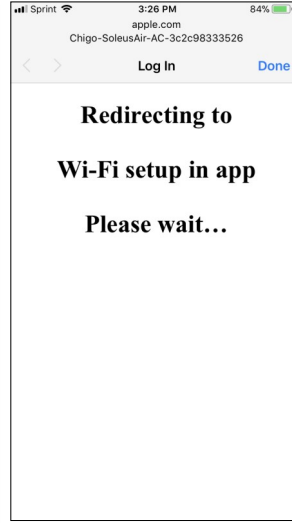 Sprint 3:26 PM 84%
apple.com
Chigo-SoleusAir-AC-3c2c98333526
Log In Done
Redirecting to
Wi-Fi setup in app
Please wait…